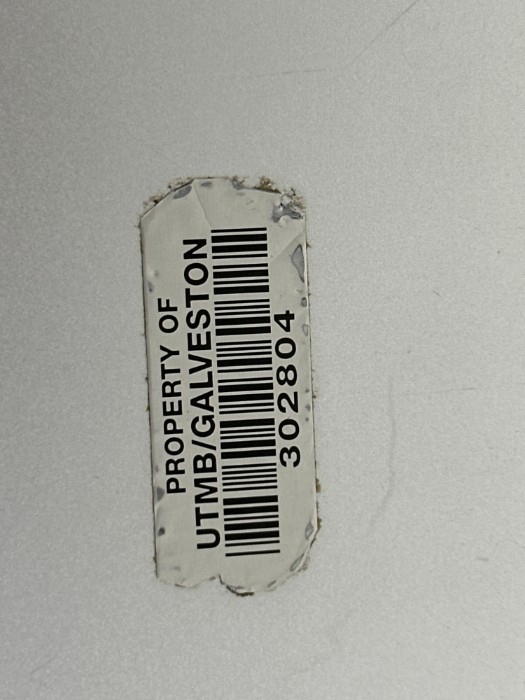 PROPERTY OF
UTMB/GALVESTON
302804